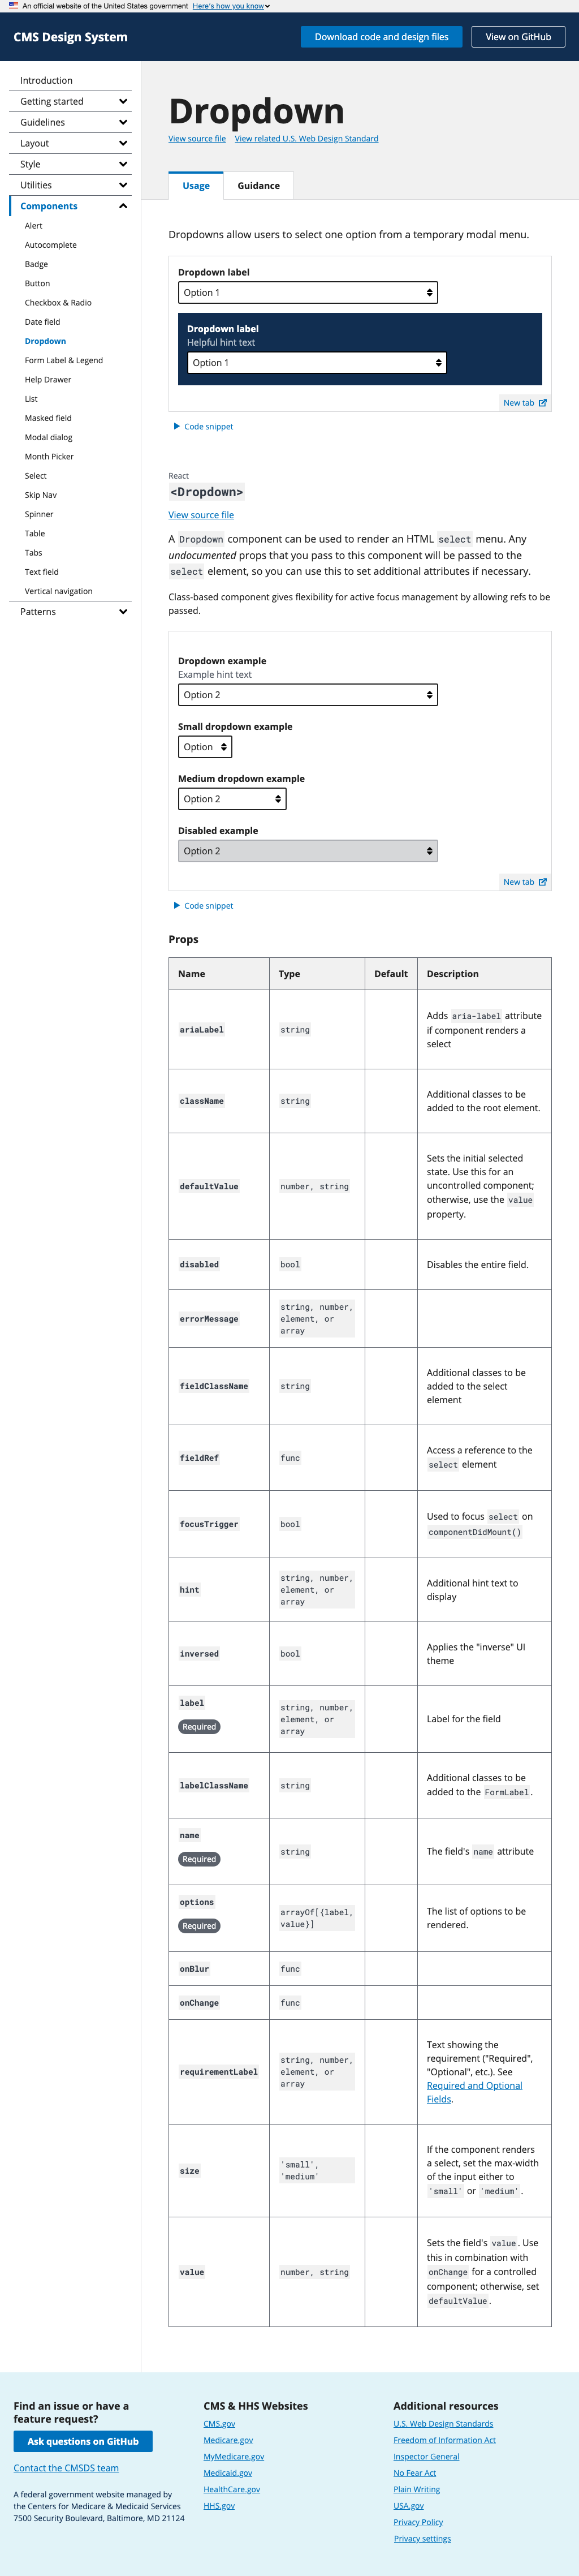 An official website of the United States government Here's how you know
CMS Design System
Download code and design files
View on GitHub
Introduction
Getting started
Guidelines
Layout
Style
Utilities
Components
Alert
Autocomplete
Badge
Button
Checkbox & Radio
Date field
Dropdown
Form Label & Legend
Help Drawer
List
Masked field
Modal dialog
Month Picker
Select
Skip Nav
Spinner
Table
Tabs
Text field
Vertical navigation
Patterns
Dropdown
View source file View related U.S. Web Design Standard
Usage
Guidance
Dropdowns allow users to select one option from a temporary modal menu.
Dropdown label
Option 1
Dropdown label
Helpful hint text
Option 1
New tab
Code snippet
React
<Dropdown>
View source file
A Dropdown component can be used to render an HTML select menu. Any
undocumented props that you pass to this component will be passed to the
select element, so you can use this to set additional attributes if necessary.
Class-based component gives flexibility for active focus management by allowing refs to be
passed.
Dropdown example
Example hint text
Option 2
Small dropdown example
Option
Medium dropdown example
Option 2
Disabled example
Option 2
New tab
Code snippet
Props
Name Type Default Description
ariaLabel
string
Adds aria-label attribute
if component renders a
select
className
string
Additional classes to be
added to the root element.
defaultValue
number, string
Sets the initial selected
state. Use this for an
uncontrolled component;
otherwise, use the value
property.
disabled
bool
Disables the entire field.
errorMessage
string, number,
element, or
array
fieldClassName
string
Additional classes to be
added to the select
element
fieldRef
func
Access a reference to the
select element
focusTrigger
bool
Used to focus select on
componentDidMount()
hint
string, number,
element, or
array
Additional hint text to
display
inversed
bool
Applies the "inverse" UI
theme
label
Required
string, number,
element, or
array
Label for the field
labelClassName
string
Additional classes to be
added to the FormLabel.
name
Required
string
The field's name attribute
options
Required
arrayOf[{label,
value}]
The list of options to be
rendered.
onBlur
func
onChange
func
requirementLabel
string, number,
element, or
array
Text showing the
requirement ("Required",
"Optional", etc.). See
Required and Optional
Fields.
size
'small',
'medium'
If the component renders
a select, set the max-width
of the input either to
'small' or 'medium'.
value
number, string
Sets the field's value. Use
this in combination with
onChange for a controlled
component; otherwise, set
defaultValue.
Find an issue or have a
feature request?
Ask questions on GitHub
Contact the CMSDS team
A federal government website managed by
the Centers for Medicare & Medicaid Services
7500 Security Boulevard, Baltimore, MD 21124
CMS & HHS Websites
CMS.gov
Medicare.gov
MyMedicare.gov
Medicaid.gov
HealthCare.gov
HHS.gov
Additional resources
U.S. Web Design Standards
Freedom of Information Act
Inspector General
No Fear Act
Plain Writing
USA.gov
Privacy Policy
Privacy settings